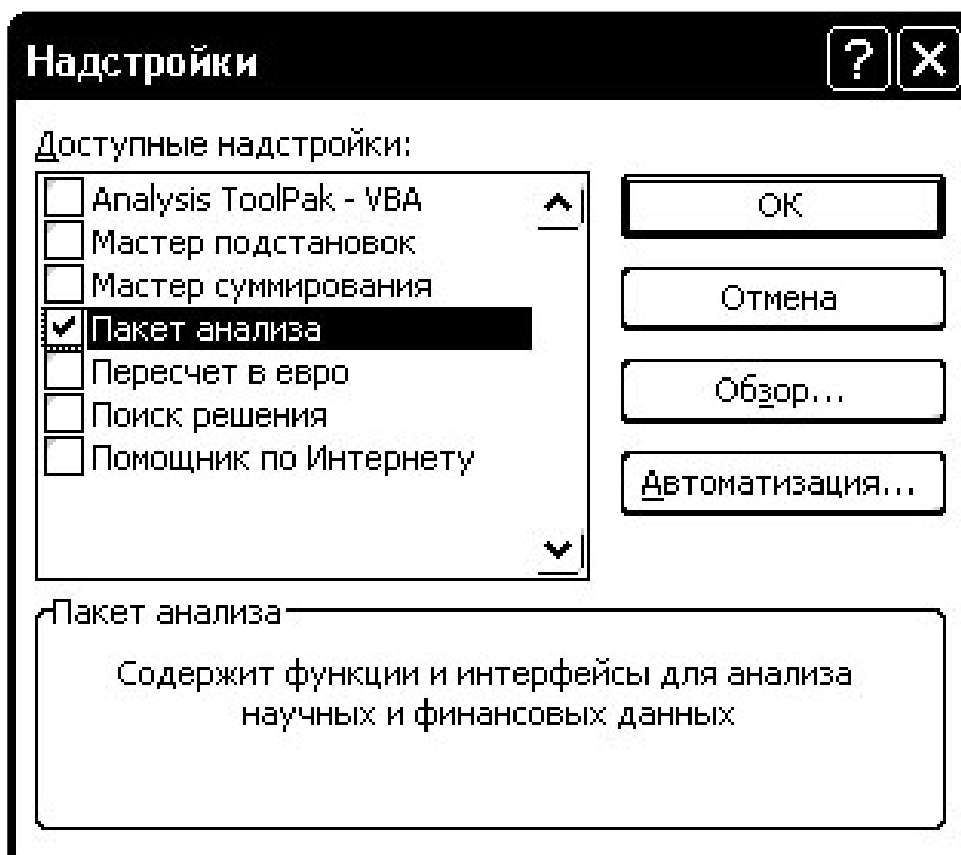 Надстройки
Доступные надстройки:
Analysis ToolPak - VBA
Мастер подстановок
Мастер суммирования
Пакет анализа
Пересчет в евро
Поиск решения
Помощник по Интернету
ОК
Отмена
Обзор...
Автоматизация...
Пакет анализа
Содержит функции и интерфейсы для анализа
научных и финансовых данных